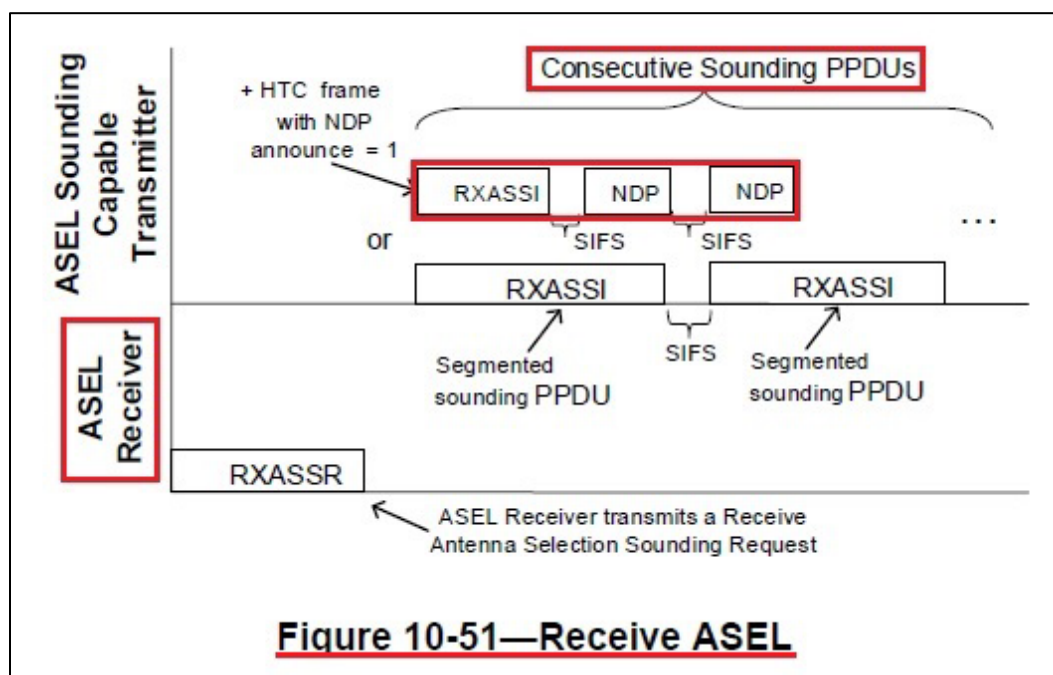 ASEL Sounding
Capable
Transmitter
Consecutive Sounding PPDUs
+ HTC frame
with NDP
announce = 1
RXASSI
NDP
NDP
SIFS
SIFS
...
or
RXASSI
RXASSI
SIFS
Segmented
sounding PPDU
Segmented
sounding PPDU
ASEL
Receiver
RXASSR
ASEL Receiver transmits a Receive
Antenna Selection Sounding Request
Figure 10-51—Receive ASEL